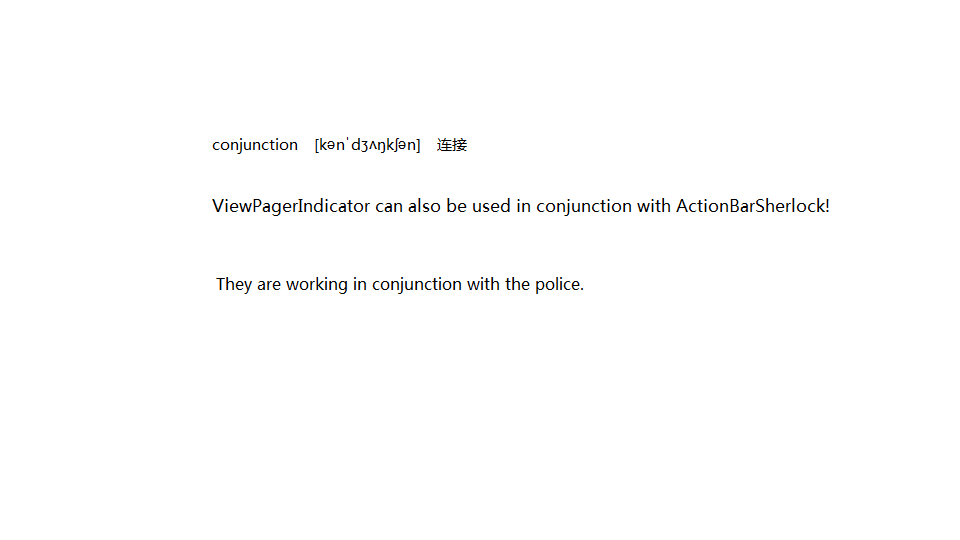 conjunction [kənˈdʒʌŋkʃən] 连接
ViewPagerIndicator can also be used in conjunction with ActionBarSherlock!
They are working in conjunction with the police.